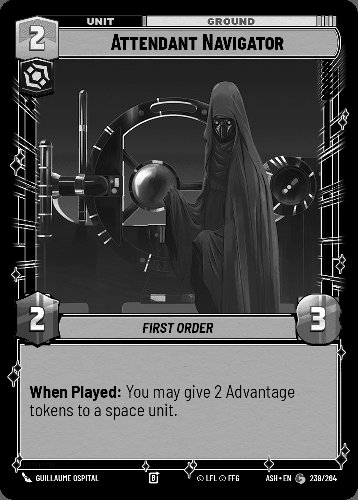 UNIT
GROUND
2
ATTENDANT NAVIGATOR
2
3
FIRST ORDER
When Played: You may give 2 Advantage
tokens to a space unit.
GUILLAUME OSPITAL
© LFL © FFG
ASH • EN
239/264